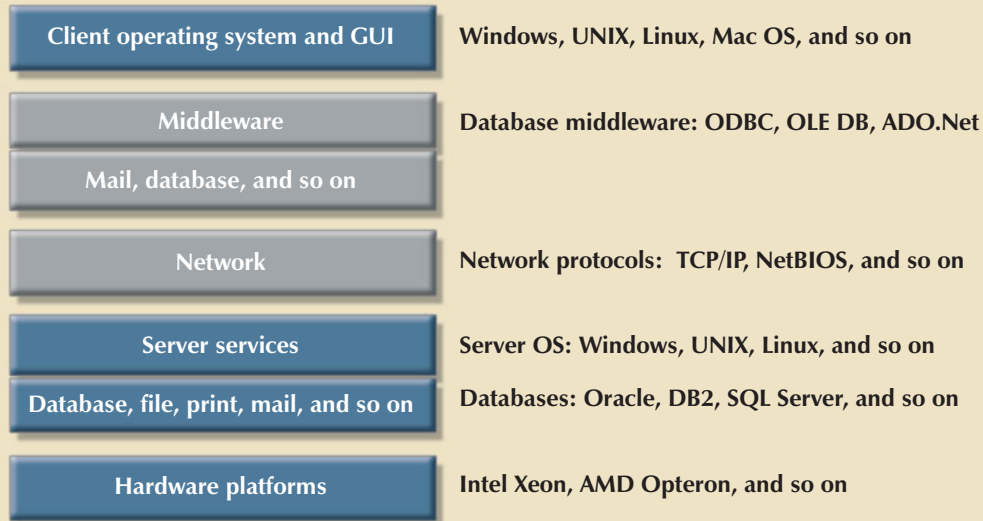 Client operating system and GUI
Windows, UNIX, Linux, Mac OS, and so on
Middleware
Database middleware: ODBC, OLE DB, ADO.Net
Mail, database, and so on
Network
Network protocols: TCP/IP, NetBIOS, and so on
Server services
Server OS: Windows, UNIX, Linux, and so on
Database, file, print, mail, and so on
Databases: Oracle, DB2, SQL Server, and so on
Hardware platforms
Intel Xeon, AMD Opteron, and so on